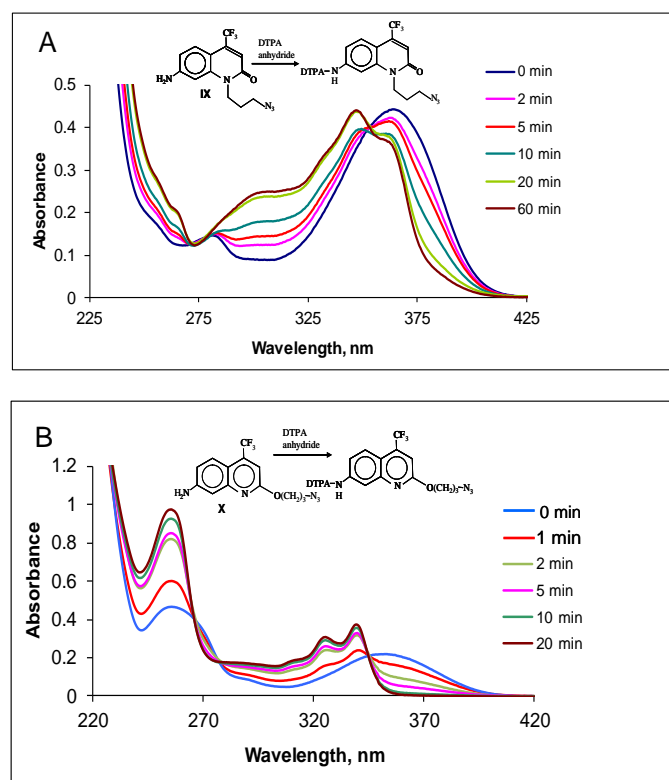 A
CF3
DTPA
anhydride
CF3
H2N
N
O
DTPA-N
H
N
O
IX
N3
N3
0.5
0.4
0.3
0.2
0.1
0
Absorbance
225
275
325
375
425
Wavelength, nm
0 min
2 min
5 min
10 min
20 min
60 min
B
CF3
DTPA
anhydride
CF3
NH2
N
O(CH2)3-N3
X
DTPA-N
H
N
O(CH2)3-N3
1.2
1
0.8
0.6
0.4
0.2
0
Absorbance
220
270
320
370
420
Wavelength, nm
0 min
1 min
2 min
5 min
10 min
20 min